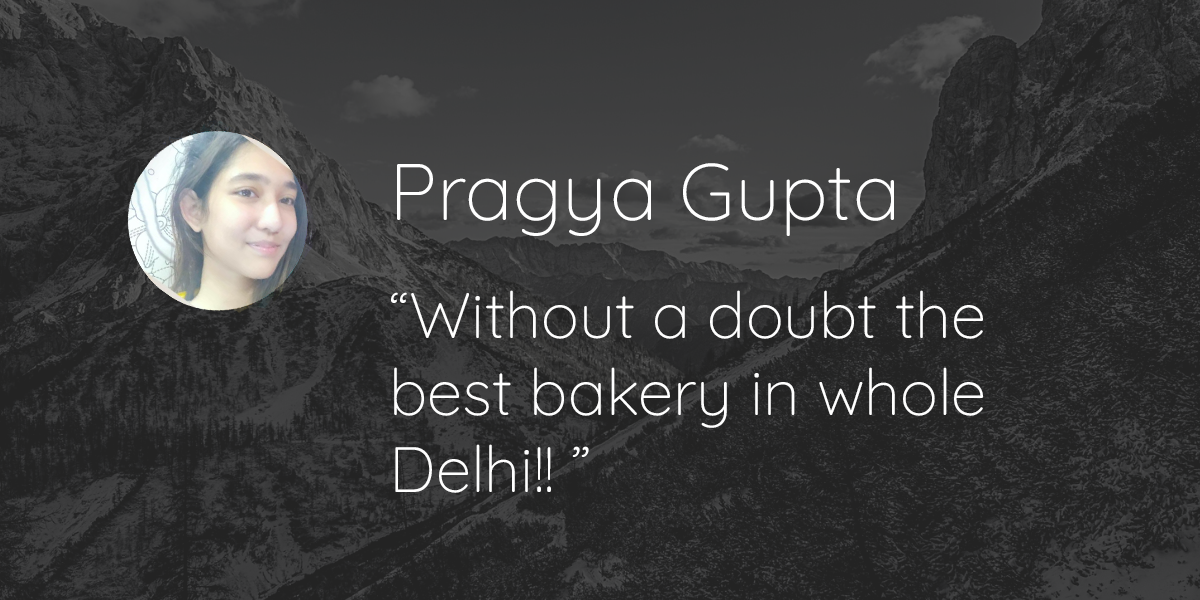 Pragya Gupta
“Without a doubt the
best bakery in whole
Delhi!! ”